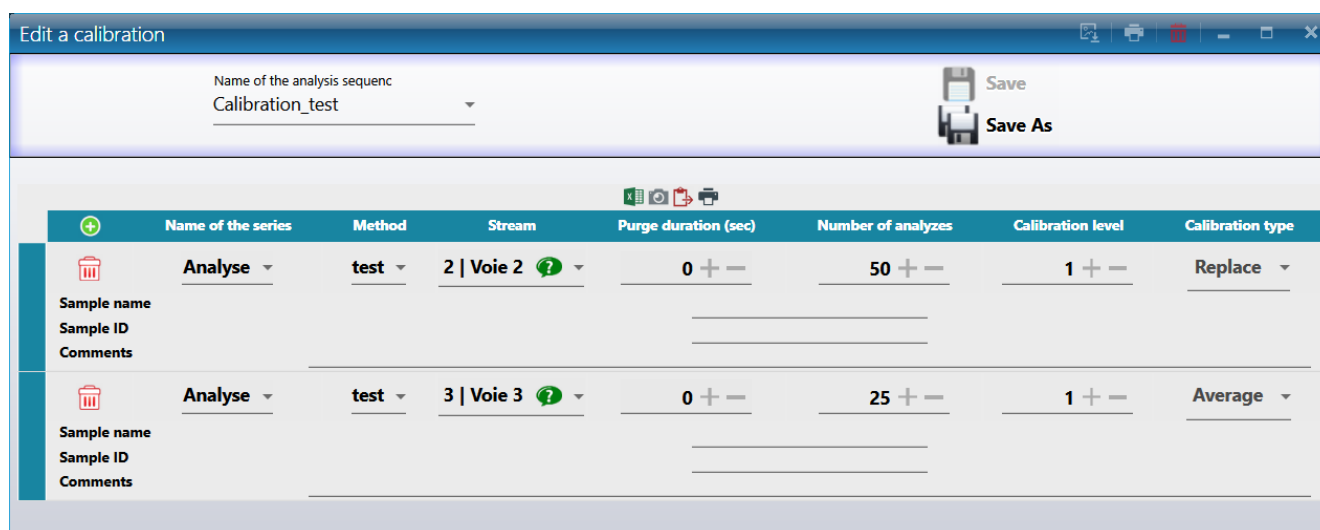 Edit a calibration
Name of the analysis sequenc
Calibration_test
Save
Save As
Name of the series Method Stream Purge duration (sec) Number of analyzes Calibration level Calibration type
Analyse test 2 | Voie 2 0 50 1 Replace
Sample name
Sample ID
Comments
Analyse test 3 | Voie 3 0 25 1 Average
Sample name
Sample ID
Comments